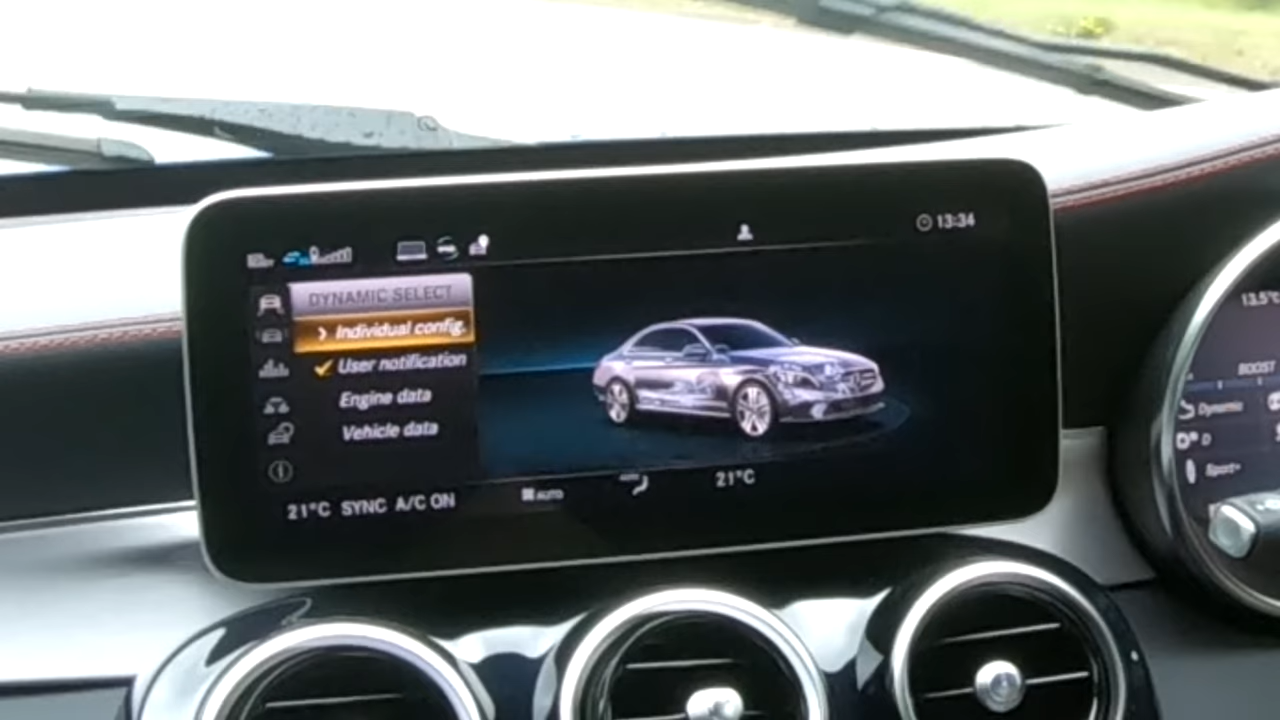 13:34
DYNAMIC SELECT
Individual config.
User notification
Engine data
Vehicle data
21°C SYNC A/C ON
AUTO
21°C
13.5°C
BOOST
Dynamic
D
Sport+